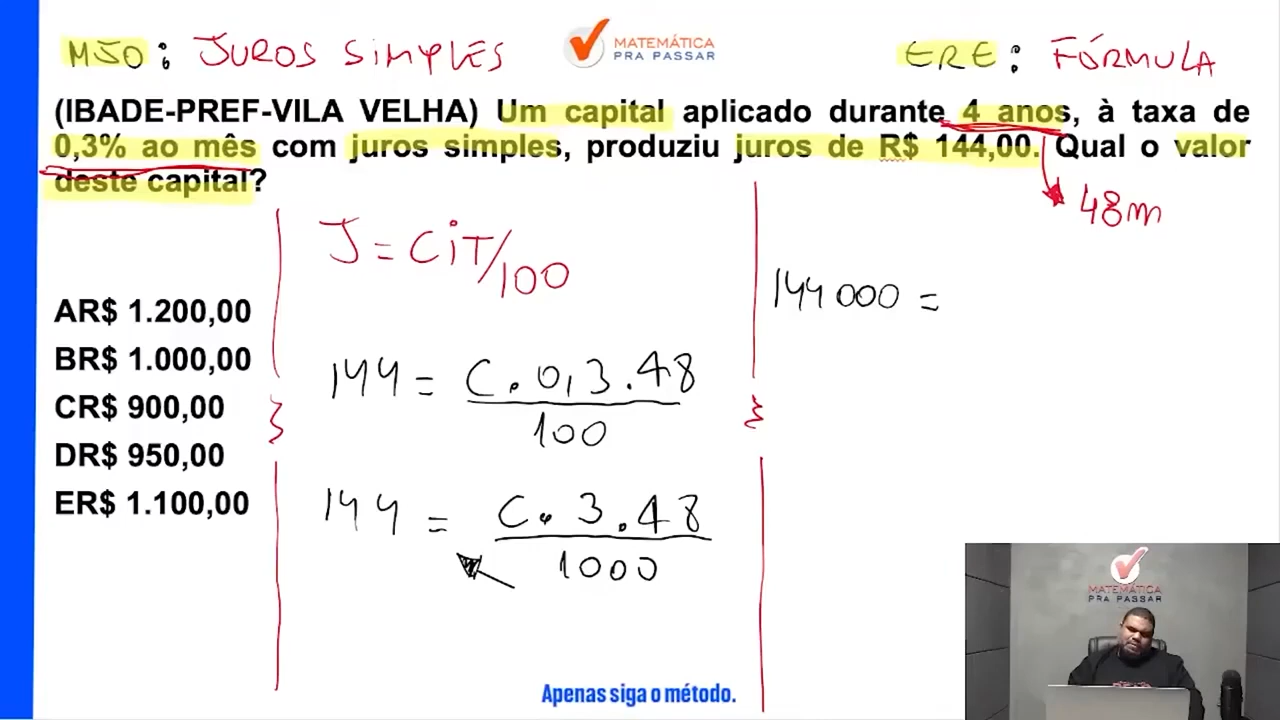 MJO : JUROS SIMPLES
MATEMÁTICA
PRA PASSAR
ERE : FÓRMULA
(IBADE-PREF-VILA VELHA) Um capital aplicado durante 4 anos, à taxa de
0,3% ao mês com juros simples, produziu juros de R$ 144,00. Qual o valor
deste capital?
48m
J = CiT/100
144000 =
AR$ 1.200,00
BR$ 1.000,00
CR$ 900,00
DR$ 950,00
ER$ 1.100,00
144 = C.0,3.48
100
144 = C.3.48
1000
MATEMÁTICA
PRA PASSAR
Apenas siga o método.